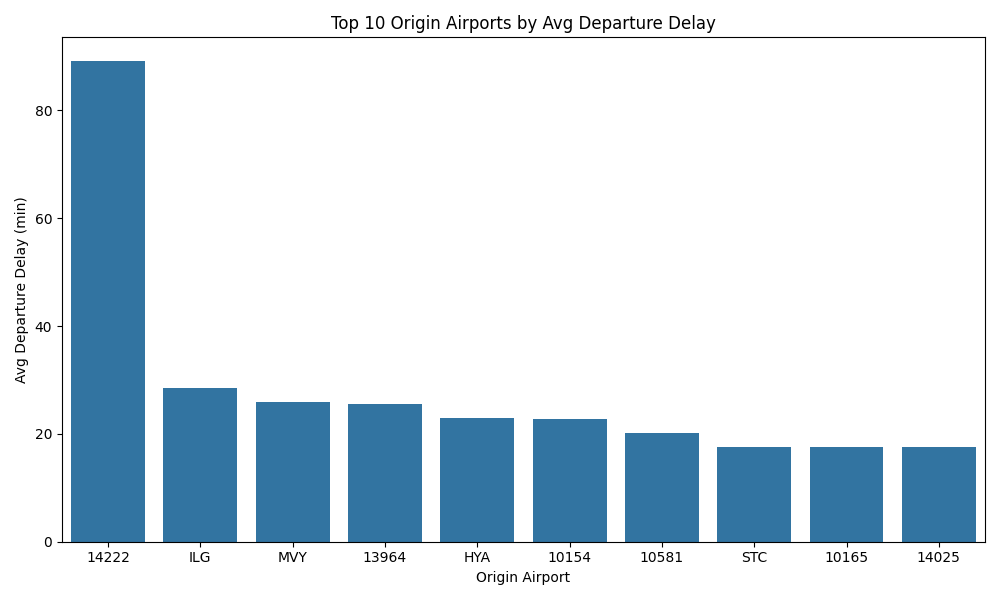 Top 10 Origin Airports by Avg Departure Delay
Avg Departure Delay (min)
80
60
40
20
0
14222 ILG MVY 13964 HYA 10154 10581 STC 10165 14025
Origin Airport